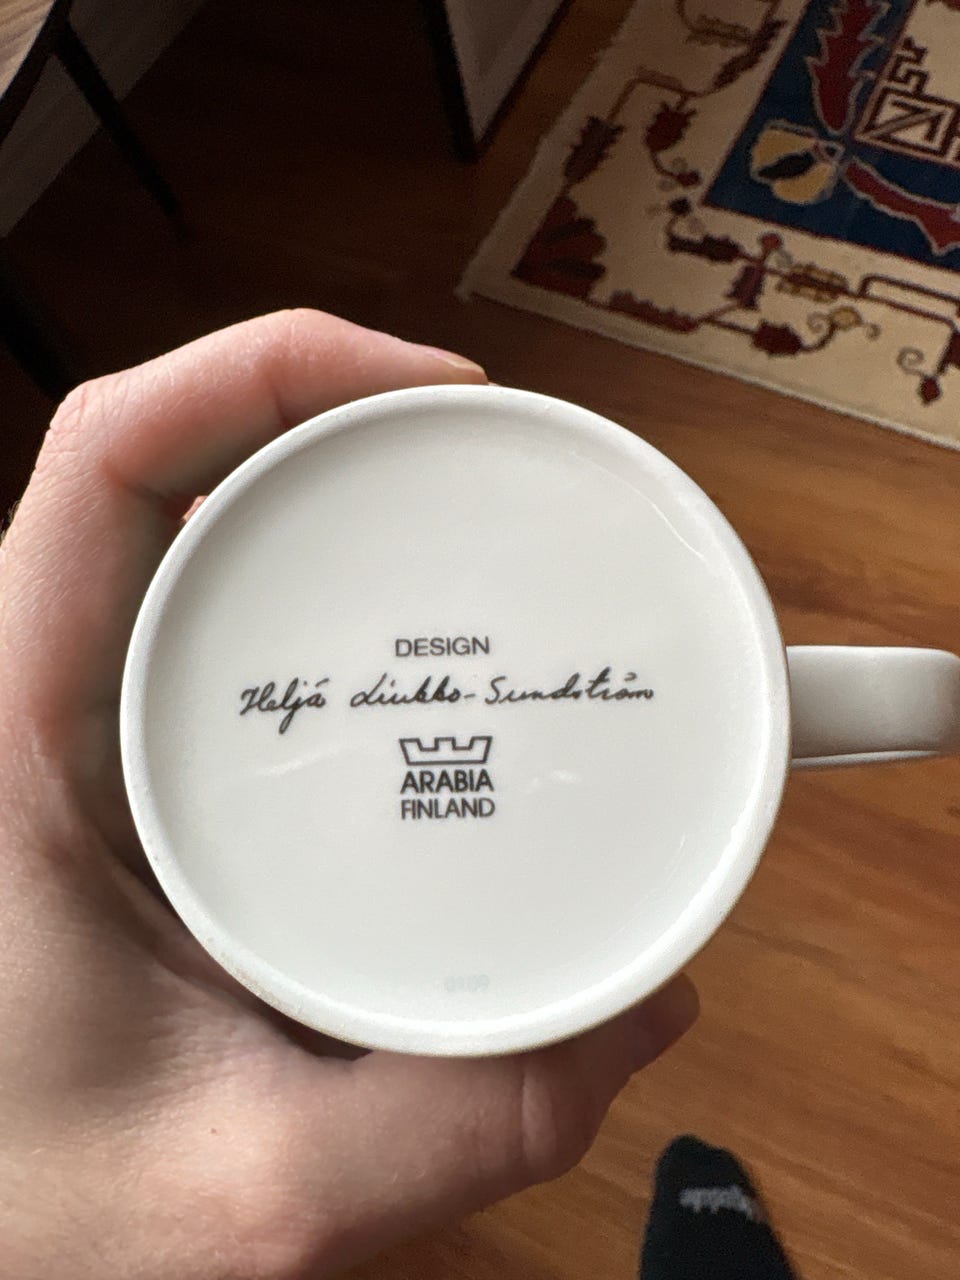 DESIGN
Heljä Liukko-Sundström
ARABIA
FINLAND